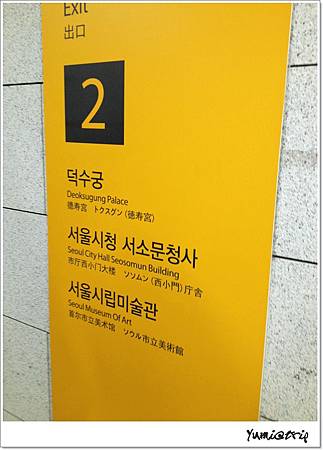 Exit
出口
2
덕수궁
Deoksugung Palace
德寿宮 トクスグン (徳寿宮)
서울시청 서소문청사
Seoul City Hall Seosomun Building
市庁西小门大楼 ソソムン (西小門) 庁舎
서울시립미술관
Seoul Museum Of Art
首尔市立美术馆 ソウル市立美術館
Yumi@trip